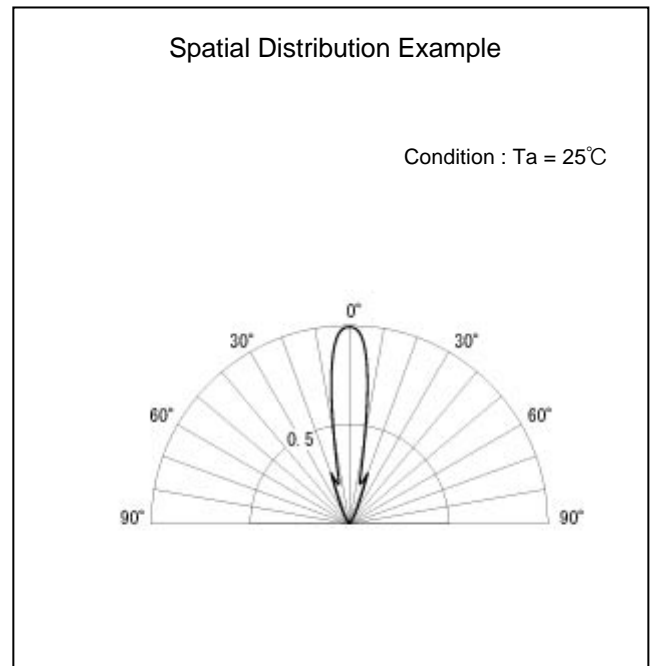 Spatial Distribution Example
Condition : Ta = 25℃
0°
30° 30°
60° 60°
0. 5
90° 90°